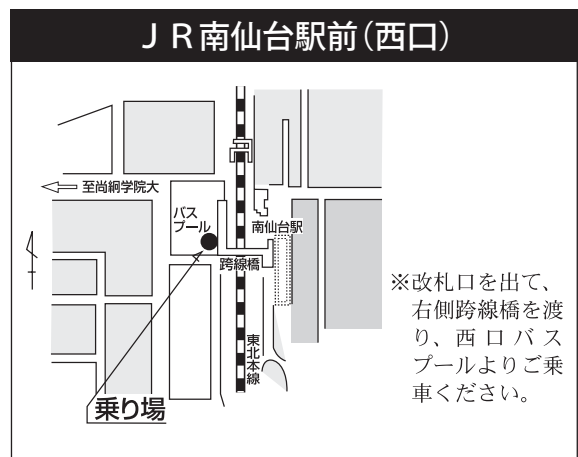 ＪＲ南仙台駅前(西口)
至尚絅学院大
バス
プール
南仙台駅
跨線橋
東北本線
乗り場
※改札口を出て、
右側跨線橋を渡
り、西口バス
プールよりご乗
車ください。